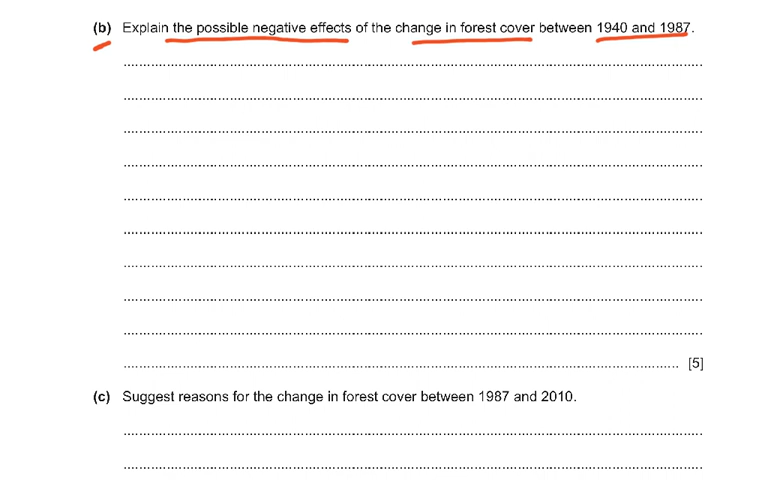 (b) Explain the possible negative effects of the change in forest cover between 1940 and 1987.
[5]
(c) Suggest reasons for the change in forest cover between 1987 and 2010.